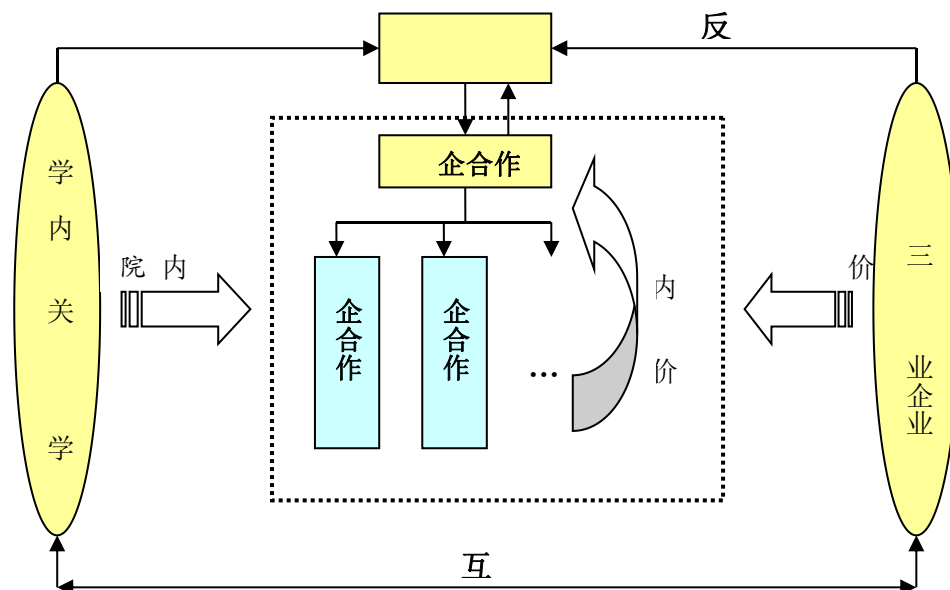 反
企合作
学
内
关
学
院内
企
合
作
企
合
作
…
内
价
价
三
业
企
业
互